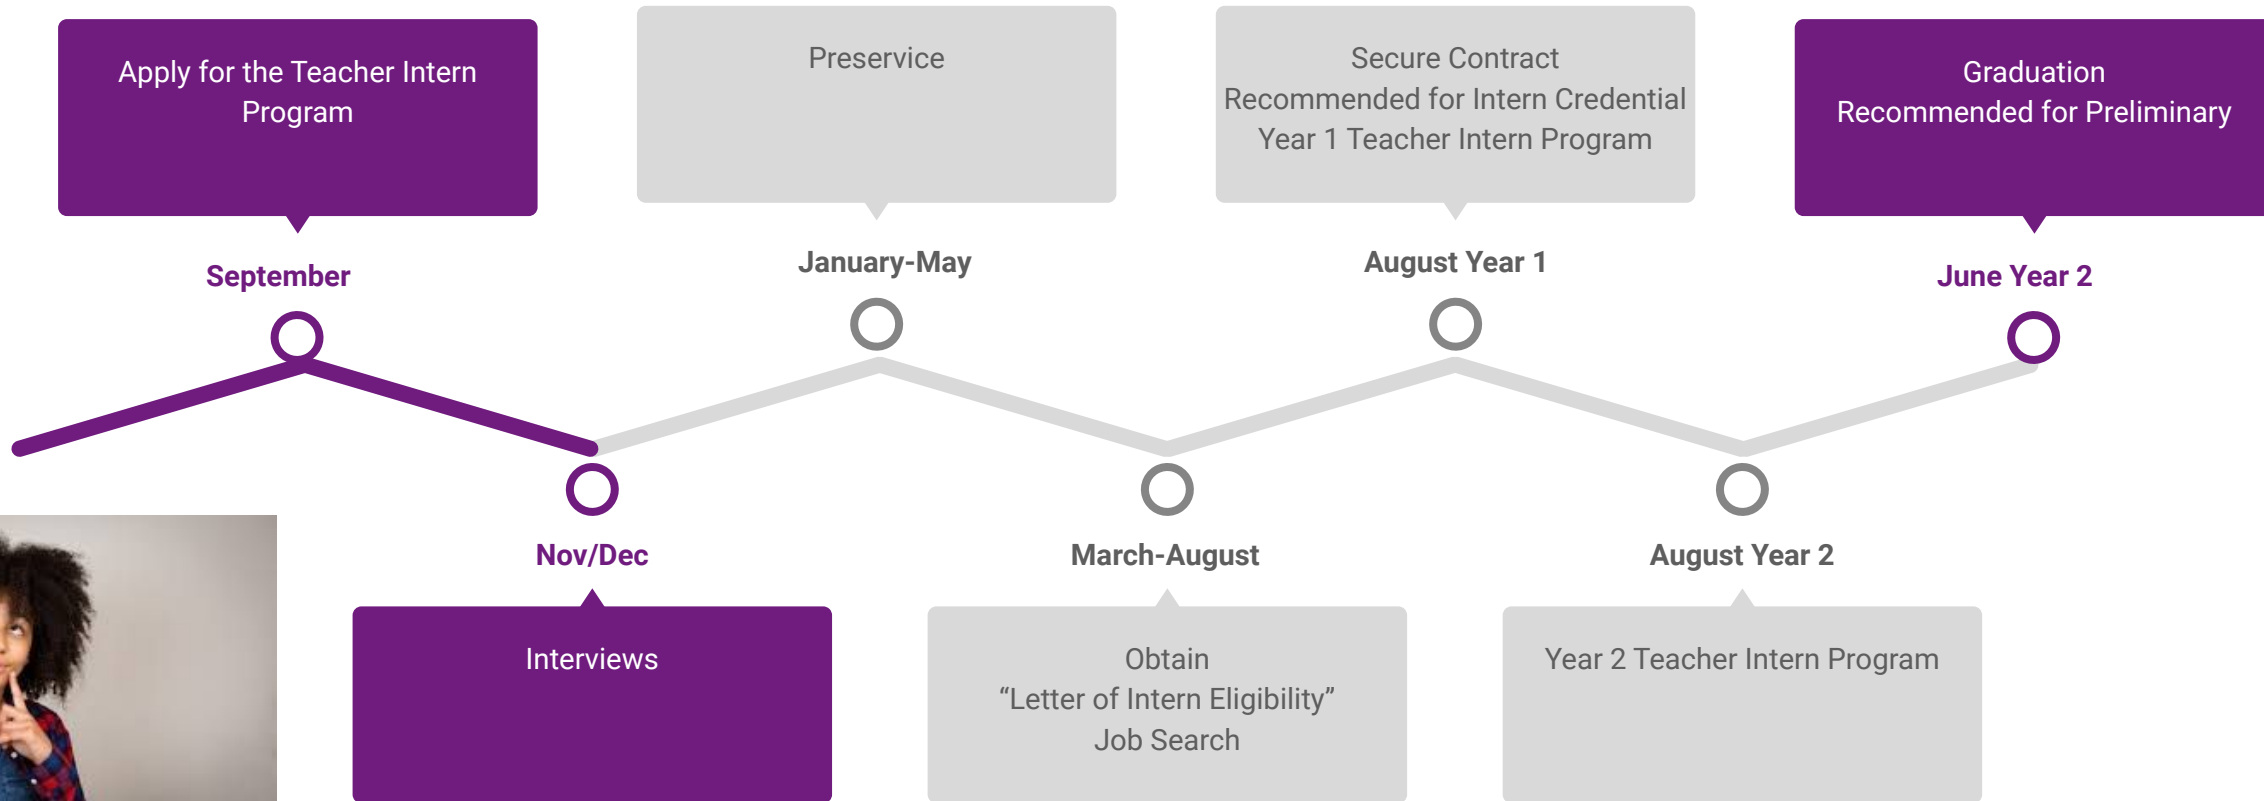 Apply for the Teacher Intern
Program
September
Nov/Dec
Interviews
Preservice
January-May
March-August
Obtain
“Letter of Intern Eligibility”
Job Search
Secure Contract
Recommended for Intern Credential
Year 1 Teacher Intern Program
August Year 1
August Year 2
Year 2 Teacher Intern Program
Graduation
Recommended for Preliminary
June Year 2